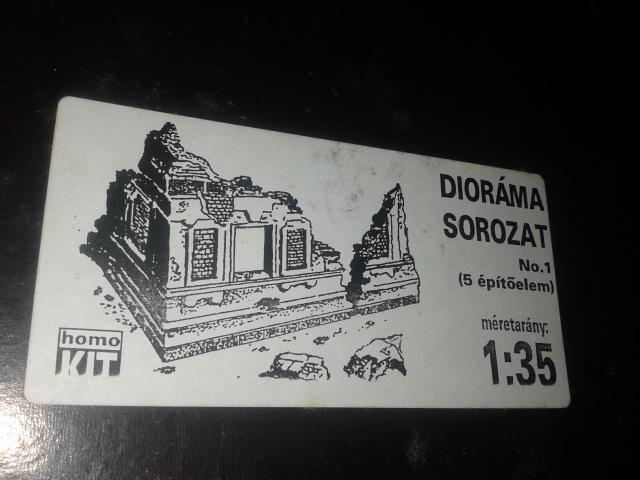 DIORÁMA
SOROZAT
No.1
(5 építőelem)
méretarány:
1:35
homo
KIT